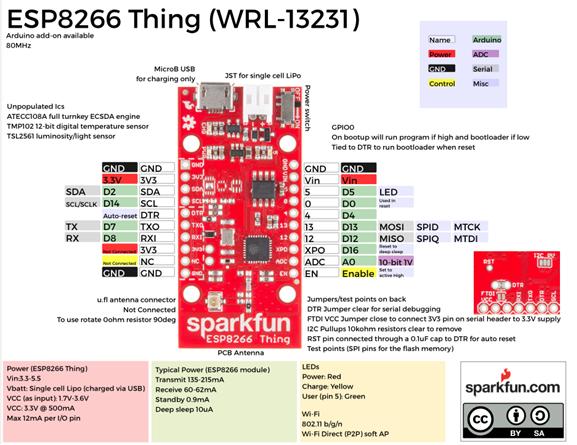 ESP8266 Thing (WRL-13231)
Arduino add-on available
80MHz
MicroB USB
for charging only
JST for single cell LiPo
Power switch
Name Arduino
Power ADC
GND Serial
Control Misc
Unpopulated Ics
ATECC108A full turnkey ECSDA engine
TMP102 12-bit digital temperature sensor
TSL2561 luminosity/light sensor
GPIO0
On bootup will run program if high and bootloader if low
Tied to DTR to run bootloader when reset
GND GND
3.3V 3V3
SDA D2 SDA
SCL/SCLK D14 SCL
Auto-reset DTR
TX D7 TXO
RX D8 RXI
Not Connected 3V3
Not Connected NC
GND GND
GND GND
Vin Vin
5 D5 LED
0 D0 Used in reset
4 D4
13 D13 MOSI SPID MTCK
12 D12 MISO SPIQ MTDI
XPD D16 Reset to deep sleep
ADC A0 10-bit 1V
EN Enable Set to active High
u.fl antenna connector
Not Connected
To use rotate 0ohm resistor 90deg
sparkfun
ESP8266 Thing
PCB Antenna
I2C PU
RST
DTR
FTDI
VCC
Jumpers/test points on back
DTR Jumper clear for serial debugging
FTDI VCC Jumper close to connect 3V3 pin on serial header to 3.3V supply
I2C Pullups 10kohm resistors clear to remove
RST pin connected through a 0.1uF cap to DTR for auto reset
Test points (SPI pins for the flash memory)
Power (ESP8266 Thing)
Vin:3.3-5.5
Vbatt: Single cell Lipo (charged via USB)
VCC (as input): 1.7V-3.6V
VCC: 3.3V @ 500mA
Max 12mA per I/O pin
Typical Power (ESP8266 module)
Transmit 135-215mA
Receive 60-62mA
Standby 0.9mA
Deep sleep 10uA
LEDs
Power: Red
Charge: Yellow
User (pin 5): Green
Wi-Fi
802.11 b/g/n
Wi-Fi Direct (P2P) soft AP
sparkfun.com
cc
BY SA